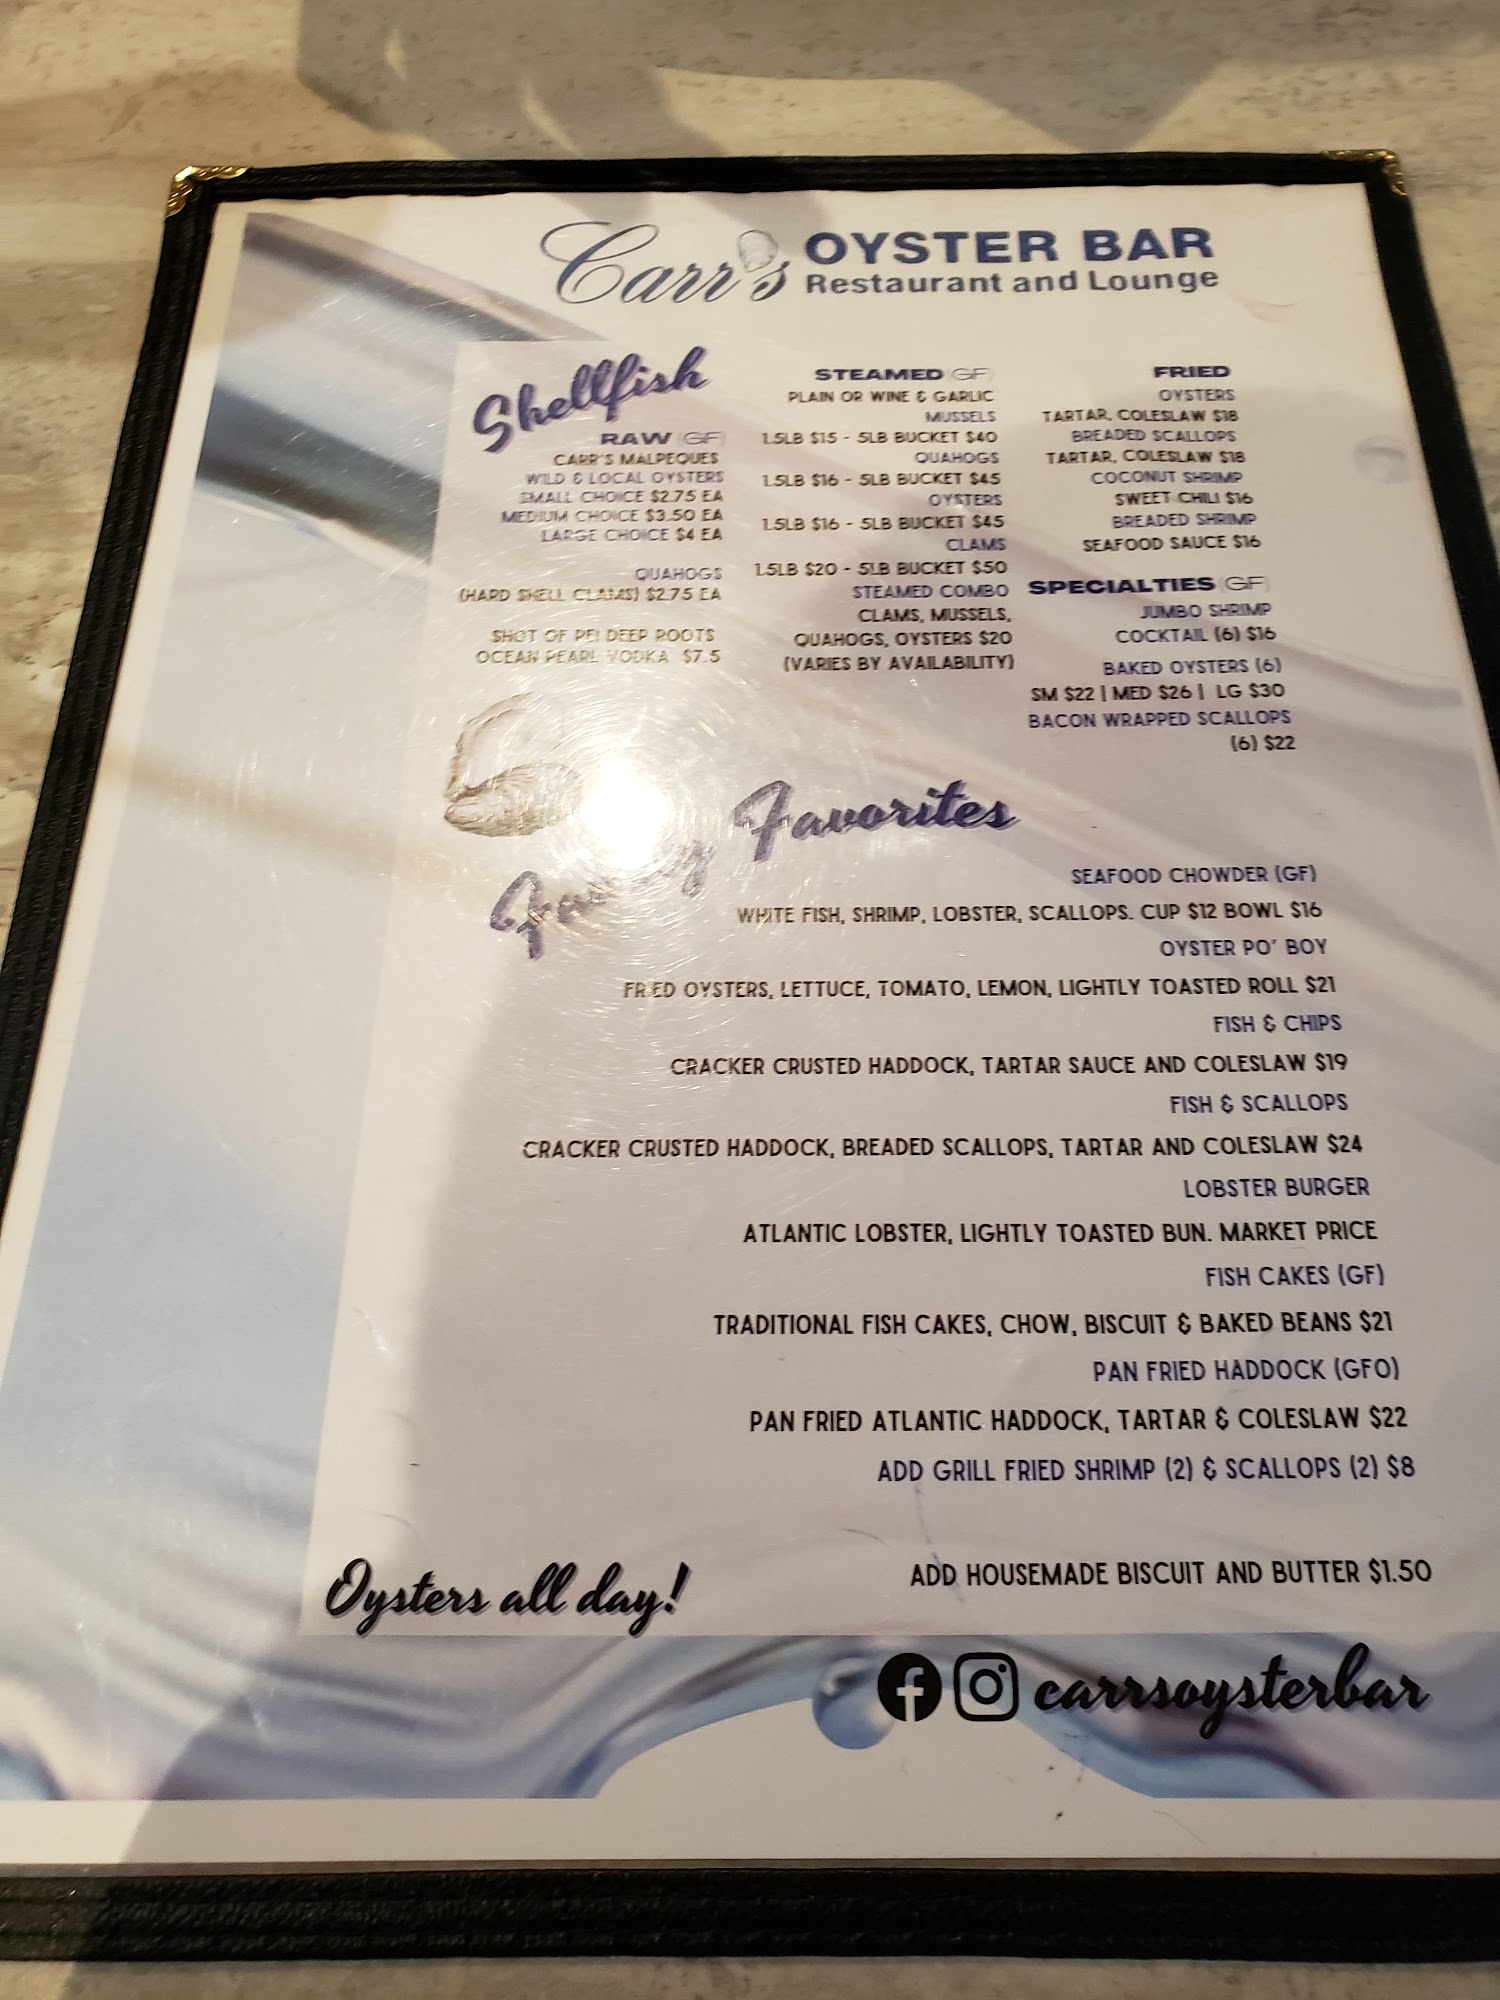 Carr's OYSTER BAR
Restaurant and Lounge
Shellfish
RAW (GF)
CARR'S MALPEQUES
WILD & LOCAL OYSTERS
SMALL CHOICE $2.75 EA
MEDIUM CHOICE $3.50 EA
LARGE CHOICE $4 EA
QUAHOGS
(HARD SHELL CLAMS) $2.75 EA
SHOT OF PEI DEEP ROOTS
OCEAN PEARL VODKA $7.5
STEAMED (GF)
PLAIN OR WINE & GARLIC
MUSSELS
1.5LB $15 - 5LB BUCKET $40
QUAHOGS
1.5LB $16 - 5LB BUCKET $45
OYSTERS
1.5LB $16 - 5LB BUCKET $45
CLAMS
1.5LB $20 - 5LB BUCKET $50
STEAMED COMBO
CLAMS, MUSSELS,
QUAHOGS, OYSTERS $20
(VARIES BY AVAILABILITY)
FRIED
OYSTERS
TARTAR, COLESLAW $18
BREADED SCALLOPS
TARTAR, COLESLAW $18
COCONUT SHRIMP
SWEET CHILI $16
BREADED SHRIMP
SEAFOOD SAUCE $16
SPECIALTIES (GF)
JUMBO SHRIMP
COCKTAIL (6) $16
BAKED OYSTERS (6)
SM $22 | MED $26 | LG $30
BACON WRAPPED SCALLOPS
(6) $22
Family Favorites
SEAFOOD CHOWDER (GF)
WHITE FISH, SHRIMP, LOBSTER, SCALLOPS. CUP $12 BOWL $16
OYSTER PO' BOY
FRIED OYSTERS, LETTUCE, TOMATO, LEMON, LIGHTLY TOASTED ROLL $21
FISH & CHIPS
CRACKER CRUSTED HADDOCK, TARTAR SAUCE AND COLESLAW $19
FISH & SCALLOPS
CRACKER CRUSTED HADDOCK, BREADED SCALLOPS, TARTAR AND COLESLAW $24
LOBSTER BURGER
ATLANTIC LOBSTER, LIGHTLY TOASTED BUN. MARKET PRICE
FISH CAKES (GF)
TRADITIONAL FISH CAKES, CHOW, BISCUIT & BAKED BEANS $21
PAN FRIED HADDOCK (GFO)
PAN FRIED ATLANTIC HADDOCK, TARTAR & COLESLAW $22
ADD GRILL FRIED SHRIMP (2) & SCALLOPS (2) $8
ADD HOUSEMADE BISCUIT AND BUTTER $1.50
Oysters all day!
carrsoysterbar